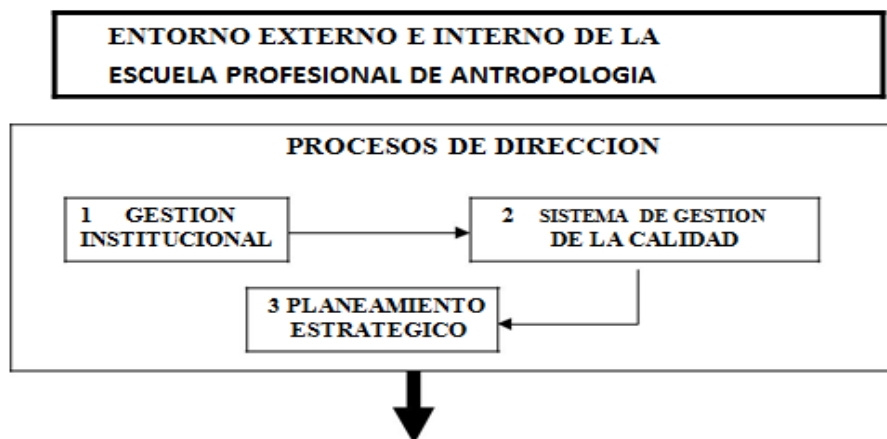 ENTORNO EXTERNO E INTERNO DE LA
ESCUELA PROFESIONAL DE ANTROPOLOGIA
PROCESOS DE DIRECCION
1 GESTION
INSTITUCIONAL
2 SISTEMA DE GESTION
DE LA CALIDAD
3 PLANEAMIENTO
ESTRATEGICO